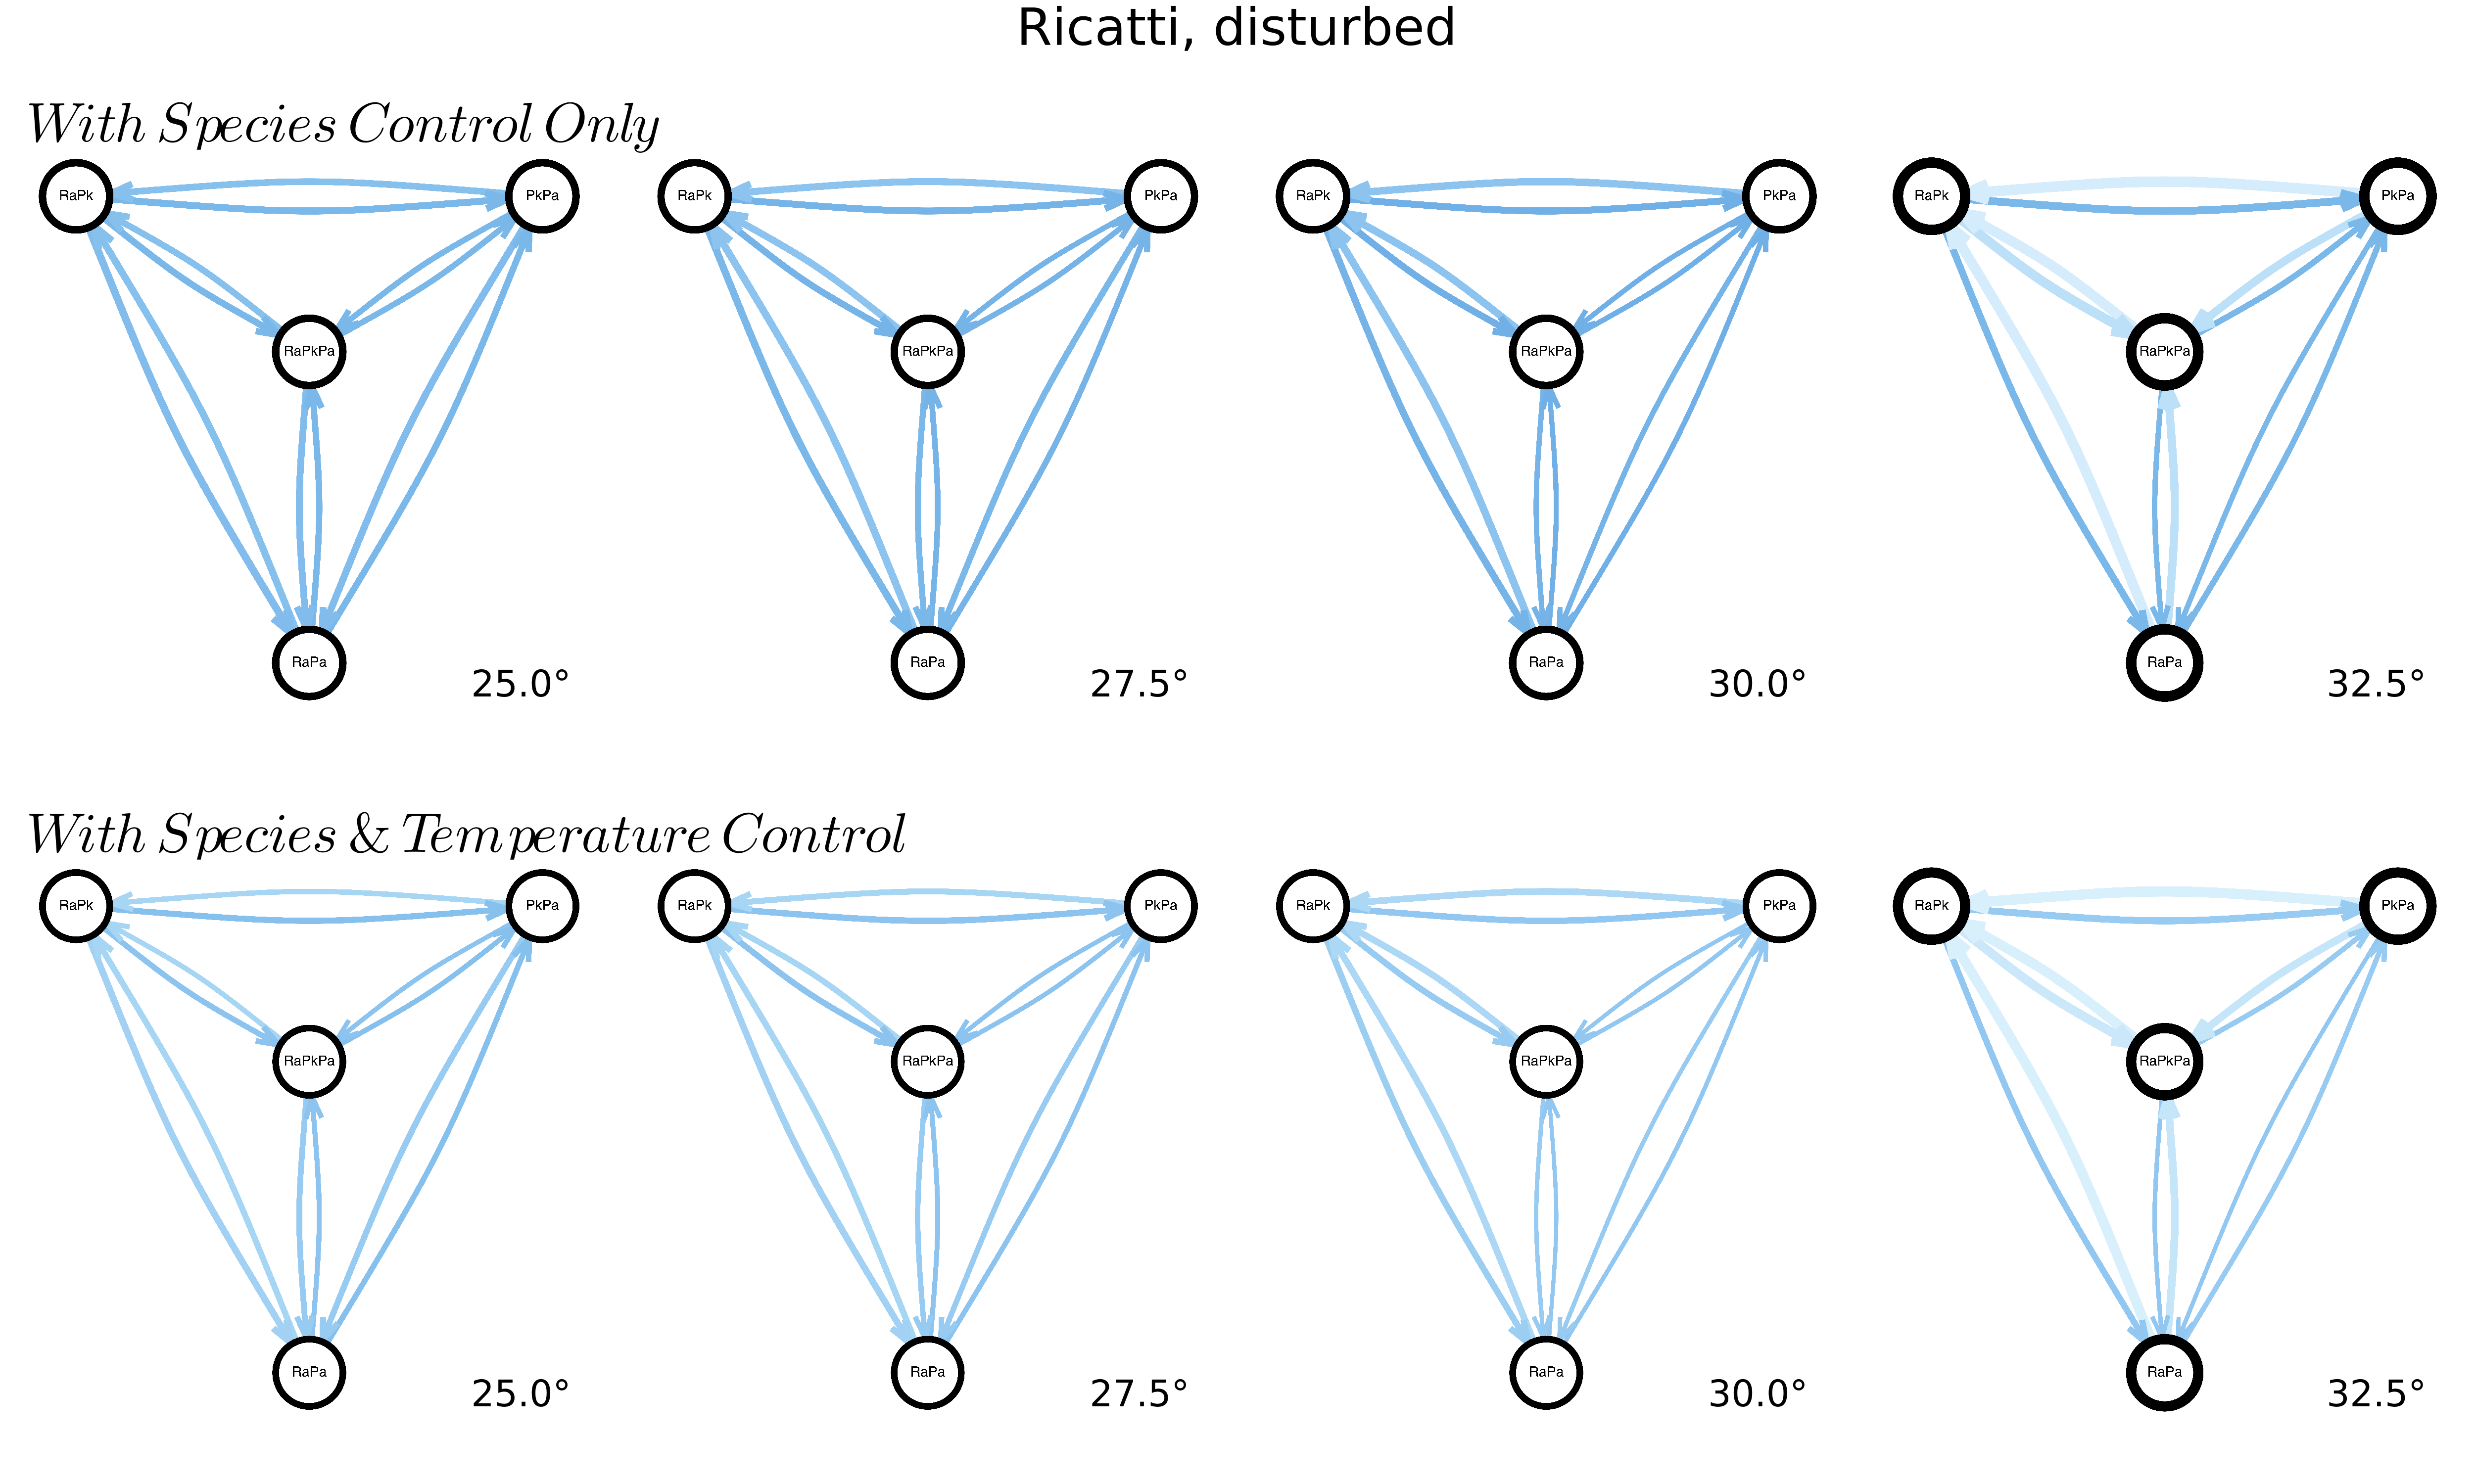 Ricatti, disturbed
With Species Control Only
RaPk PkPa RaPk PkPa RaPk PkPa RaPk PkPa
RaPkPa RaPkPa RaPkPa RaPkPa
RaPa RaPa RaPa RaPa
25.0° 27.5° 30.0° 32.5°
With Species & Temperature Control
RaPk PkPa RaPk PkPa RaPk PkPa RaPk PkPa
RaPkPa RaPkPa RaPkPa RaPkPa
RaPa RaPa RaPa RaPa
25.0° 27.5° 30.0° 32.5°